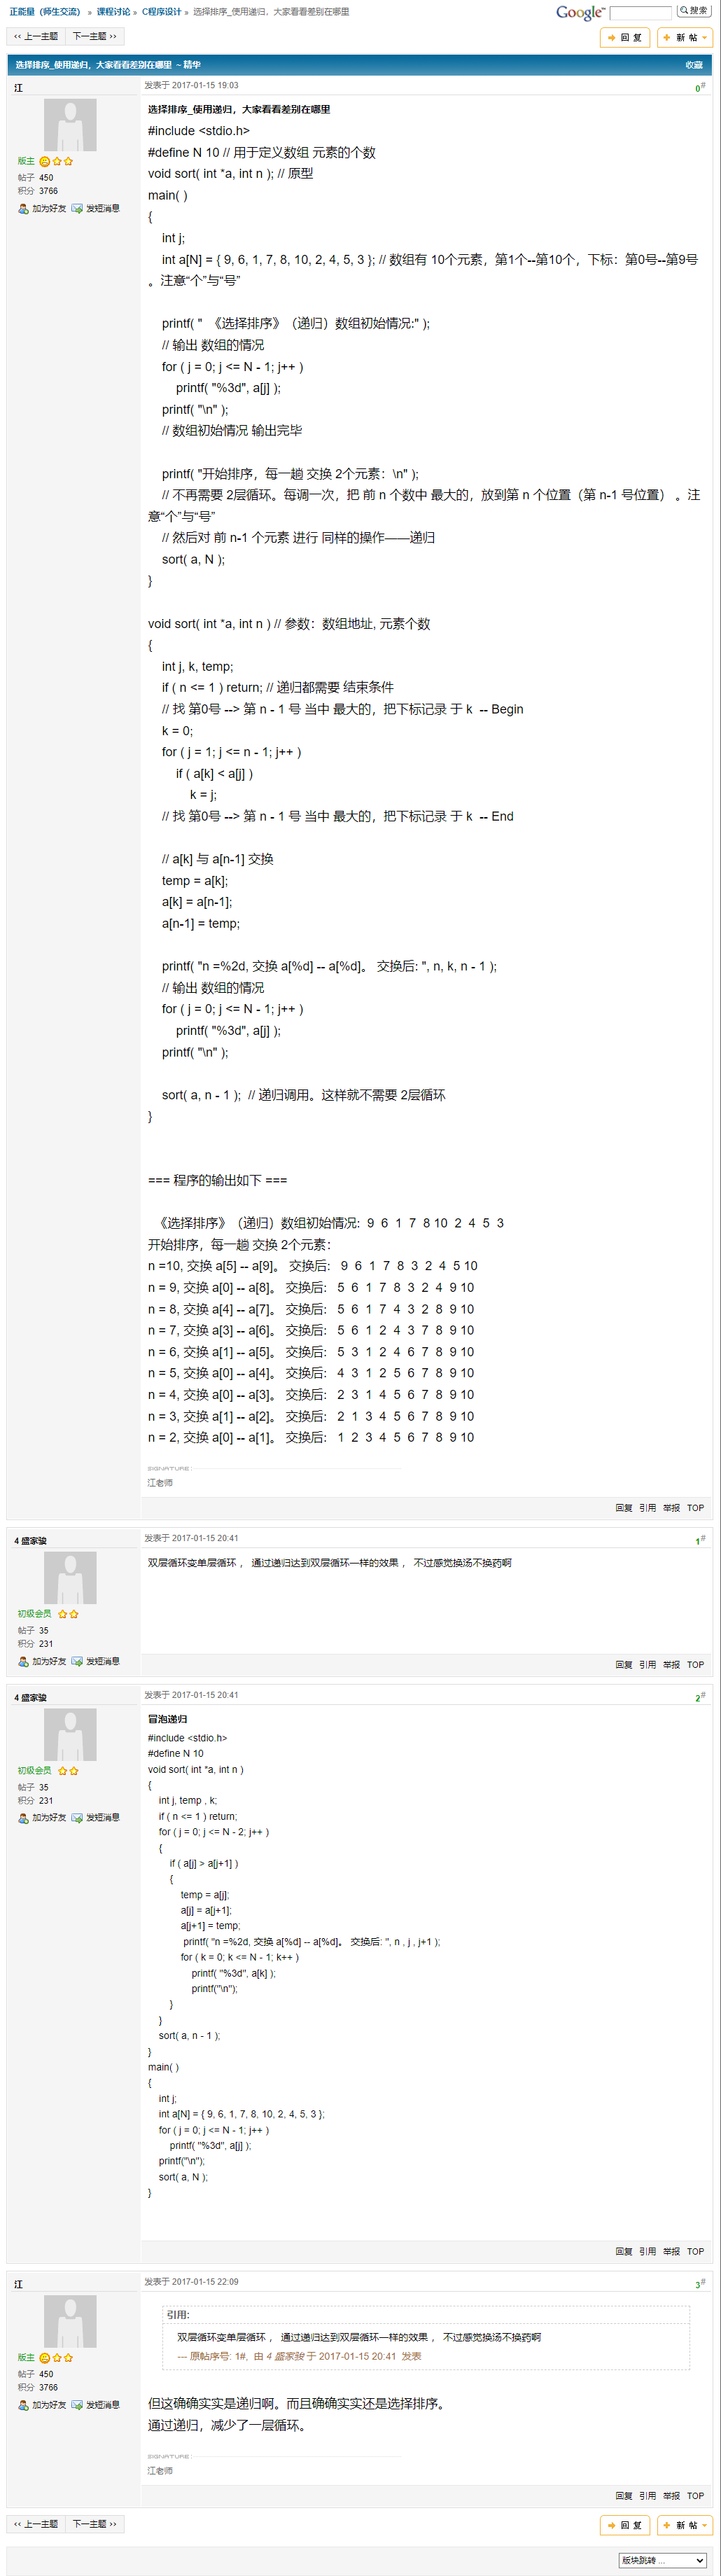 正能量（师生交流） » 课程讨论 » C程序设计 » 选择排序_使用递归，大家看看差别在哪里
Google™ 搜索
‹‹ 上一主题 下一主题 ›› 回 复 新 帖
选择排序_使用递归，大家看看差别在哪里 ～精华 收藏
江 发表于 2017-01-15 19:03 0#
选择排序_使用递归，大家看看差别在哪里
#include <stdio.h>
#define N 10 // 用于定义数组 元素的个数
版主
void sort( int *a, int n ); // 原型
帖子 450
积分 3766
main( )
加为好友 发短消息
{
int j;
int a[N] = { 9, 6, 1, 7, 8, 10, 2, 4, 5, 3 }; // 数组有 10个元素，第1个--第10个，下标：第0号--第9号
。注意“个”与“号”
printf( " 《选择排序》（递归）数组初始情况:" );
// 输出 数组的情况
for ( j = 0; j <= N - 1; j++ )
printf( "%3d", a[j] );
printf( "\n" );
// 数组初始情况 输出完毕
printf( "开始排序，每一趟 交换 2个元素：\n" );
// 不再需要 2层循环。每调一次，把 前 n 个数中 最大的，放到第 n 个位置（第 n-1 号位置） 。注
意“个”与“号”
// 然后对 前 n-1 个元素 进行 同样的操作——递归
sort( a, N );
}
void sort( int *a, int n ) // 参数：数组地址, 元素个数
{
int j, k, temp;
if ( n <= 1 ) return; // 递归都需要 结束条件
// 找 第0号 --> 第 n - 1 号 当中 最大的，把下标记录 于 k -- Begin
k = 0;
for ( j = 1; j <= n - 1; j++ )
if ( a[k] < a[j] )
k = j;
// 找 第0号 --> 第 n - 1 号 当中 最大的，把下标记录 于 k -- End
// a[k] 与 a[n-1] 交换
temp = a[k];
a[k] = a[n-1];
a[n-1] = temp;
printf( "n =%2d, 交换 a[%d] -- a[%d]。 交换后: ", n, k, n - 1 );
// 输出 数组的情况
for ( j = 0; j <= N - 1; j++ )
printf( "%3d", a[j] );
printf( "\n" );
sort( a, n - 1 ); // 递归调用。这样就不需要 2层循环
}
=== 程序的输出如下 ===
《选择排序》（递归）数组初始情况: 9 6 1 7 8 10 2 4 5 3
开始排序，每一趟 交换 2个元素：
n =10, 交换 a[5] -- a[9]。 交换后: 9 6 1 7 8 3 2 4 5 10
n = 9, 交换 a[0] -- a[8]。 交换后: 5 6 1 7 8 3 2 4 9 10
n = 8, 交换 a[4] -- a[7]。 交换后: 5 6 1 7 4 3 2 8 9 10
n = 7, 交换 a[3] -- a[6]。 交换后: 5 6 1 2 4 3 7 8 9 10
n = 6, 交换 a[1] -- a[5]。 交换后: 5 3 1 2 4 6 7 8 9 10
n = 5, 交换 a[0] -- a[4]。 交换后: 4 3 1 2 5 6 7 8 9 10
n = 4, 交换 a[0] -- a[3]。 交换后: 2 3 1 4 5 6 7 8 9 10
n = 3, 交换 a[1] -- a[2]。 交换后: 2 1 3 4 5 6 7 8 9 10
n = 2, 交换 a[0] -- a[1]。 交换后: 1 2 3 4 5 6 7 8 9 10
SIGNATURE:
江老师
回复 引用 举报 TOP
4 盛家骏 发表于 2017-01-15 20:41 1#
双层循环变单层循环， 通过递归达到双层循环一样的效果， 不过感觉换汤不换药啊
初级会员
帖子 35
积分 231
加为好友 发短消息
回复 引用 举报 TOP
4 盛家骏 发表于 2017-01-15 20:41 2#
冒泡递归
#include <stdio.h>
#define N 10
void sort( int *a, int n )
初级会员
{
帖子 35
int j, temp , k;
积分 231
if ( n <= 1 ) return;
加为好友 发短消息
for ( j = 0; j <= N - 2; j++ )
{
if ( a[j] > a[j+1] )
{
temp = a[j];
a[j] = a[j+1];
a[j+1] = temp;
printf( "n =%2d, 交换 a[%d] -- a[%d]。 交换后: ", n , j , j+1 );
for ( k = 0; k <= N - 1; k++ )
printf( "%3d", a[k] );
printf("\n");
}
}
sort( a, n - 1 );
}
main( )
{
int j;
int a[N] = { 9, 6, 1, 7, 8, 10, 2, 4, 5, 3 };
for ( j = 0; j <= N - 1; j++ )
printf( "%3d", a[j] );
printf("\n");
sort( a, N );
}
回复 引用 举报 TOP
江 发表于 2017-01-15 22:09 3#
引用:
双层循环变单层循环， 通过递归达到双层循环一样的效果， 不过感觉换汤不换药啊
--- 原帖序号: 1#, 由 4 盛家骏 于 2017-01-15 20:41 发表
版主
帖子 450
积分 3766
加为好友 发短消息
但这确确实实是递归啊。而且确确实实还是选择排序。
通过递归，减少了一层循环。
SIGNATURE:
江老师
回复 引用 举报 TOP
‹‹ 上一主题 下一主题 ›› 回 复 新 帖
版块跳转 ...